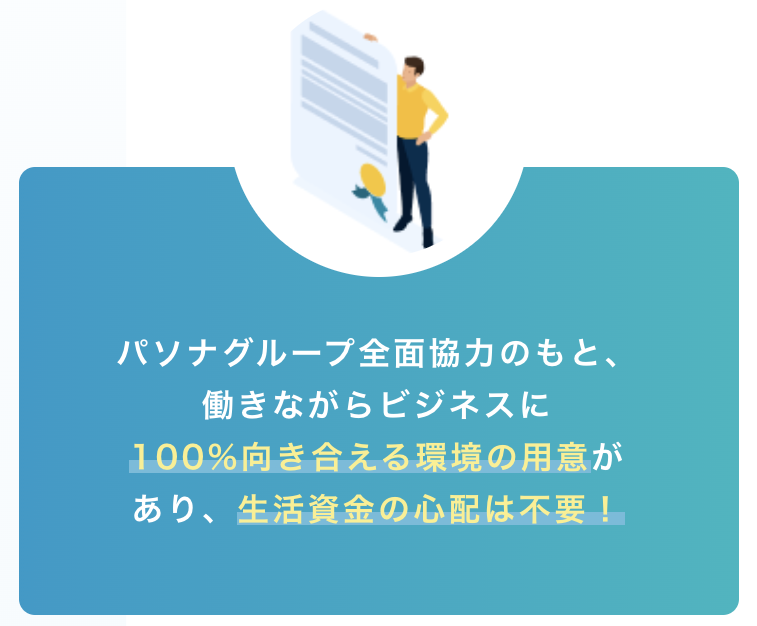 パソナグループ全面協力のもと、
働きながらビジネスに
100%向き合える環境の用意が
あり、生活資金の心配は不要！